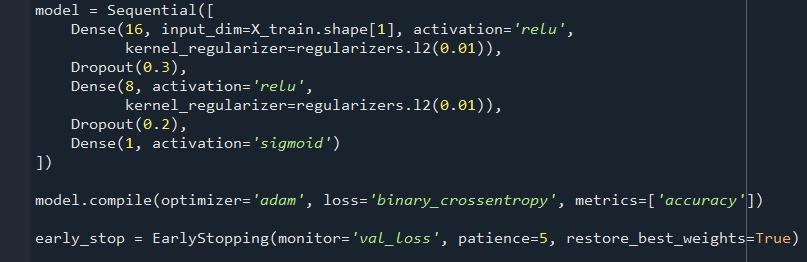 model = Sequential([
    Dense(16, input_dim=X_train.shape[1], activation='relu',
          kernel_regularizer=regularizers.l2(0.01)),
    Dropout(0.3),
    Dense(8, activation='relu',
          kernel_regularizer=regularizers.l2(0.01)),
    Dropout(0.2),
    Dense(1, activation='sigmoid')
])
model.compile(optimizer='adam', loss='binary_crossentropy', metrics=['accuracy'])
early_stop = EarlyStopping(monitor='val_loss', patience=5, restore_best_weights=True)